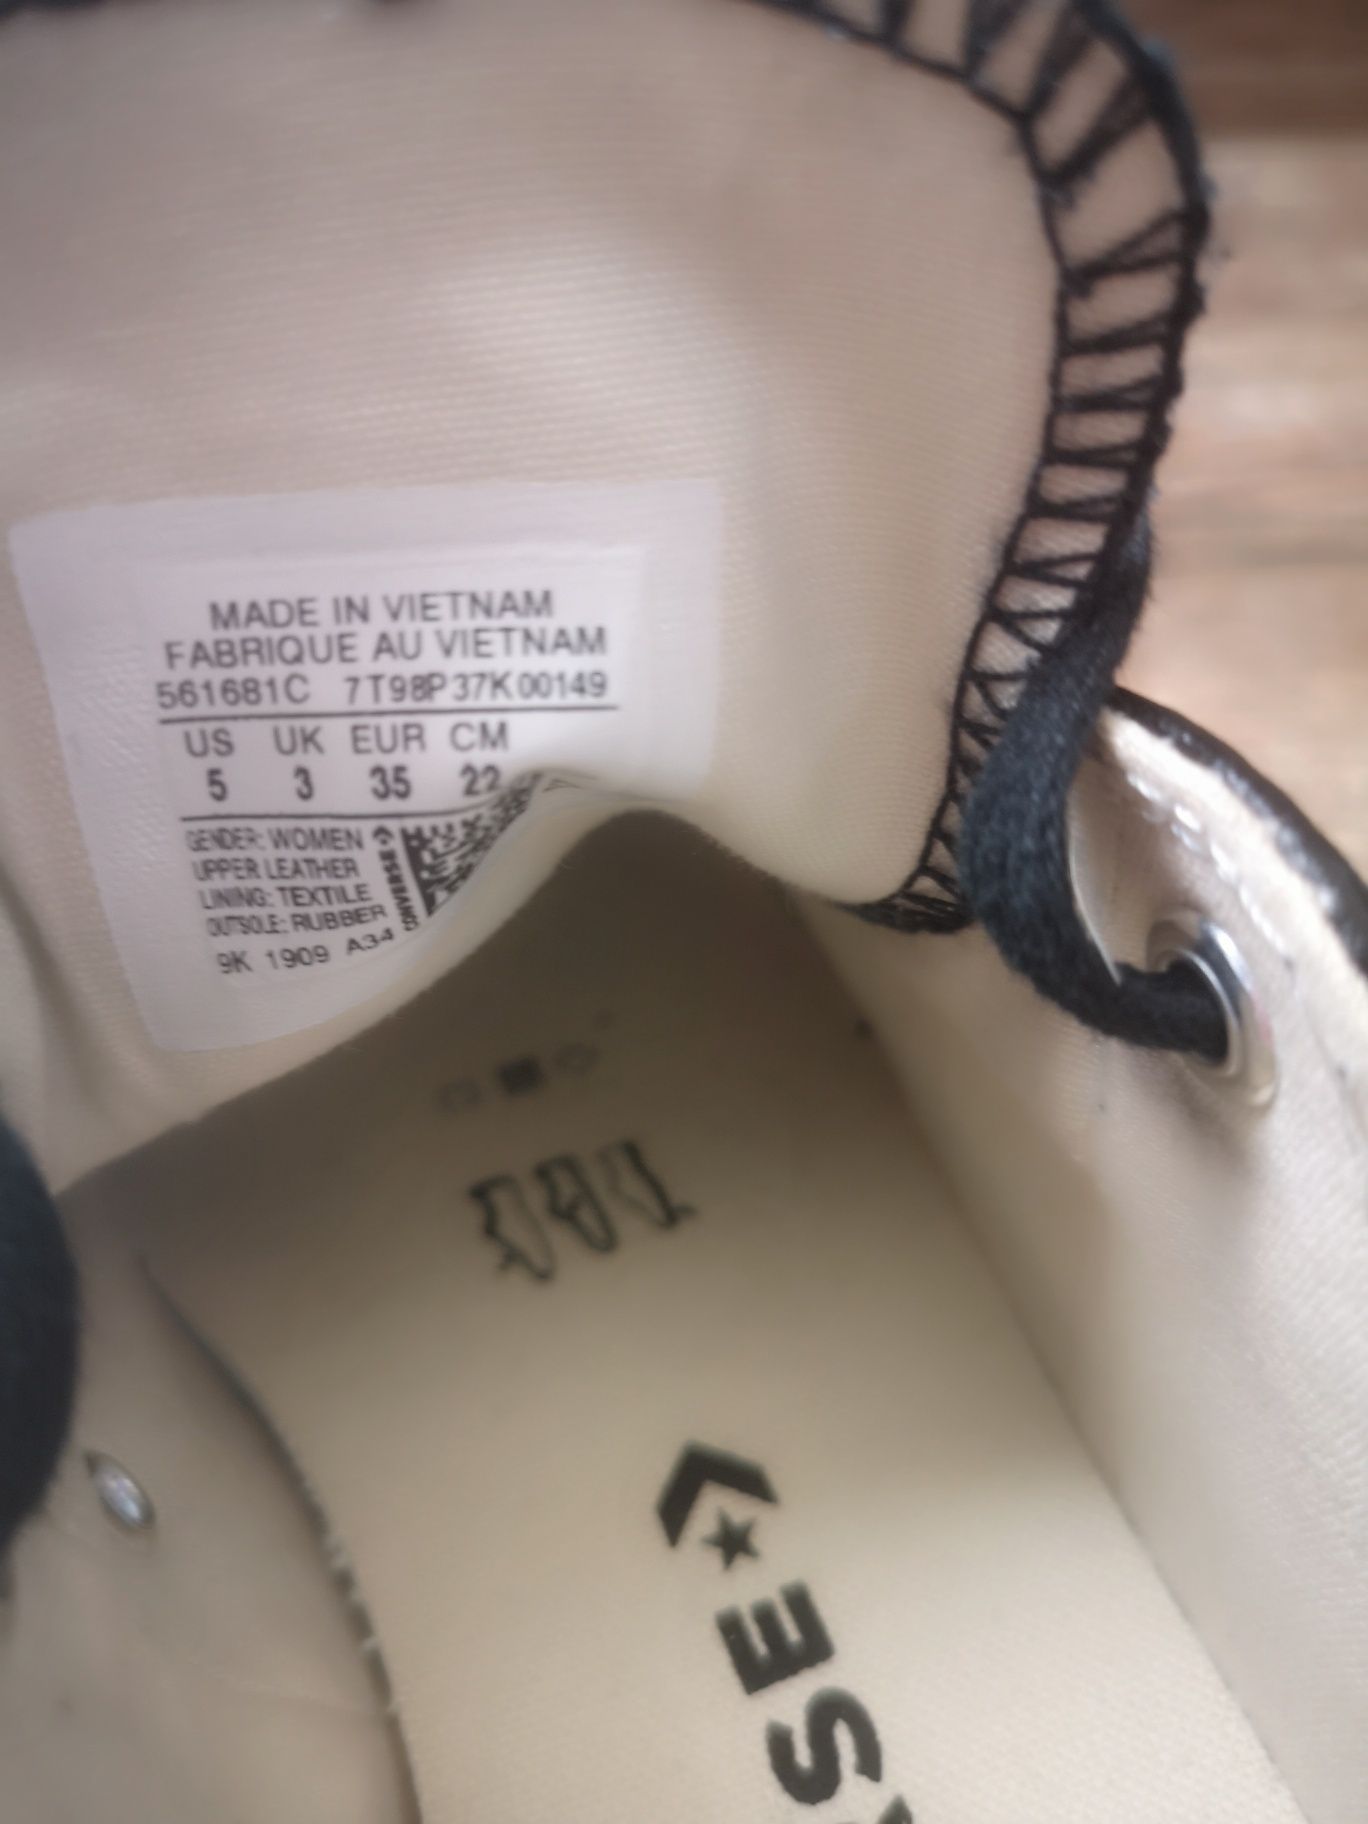 MADE IN VIETNAM
FABRIQUE AU VIETNAM
561681C 7T98P37K00149
US UK EUR CM
5 3 35 22
GENDER: WOMEN
UPPER LEATHER
LINING: TEXTILE
OUTSOLE: RUBBER
9K 1909 A34
CONVERSE
RSE